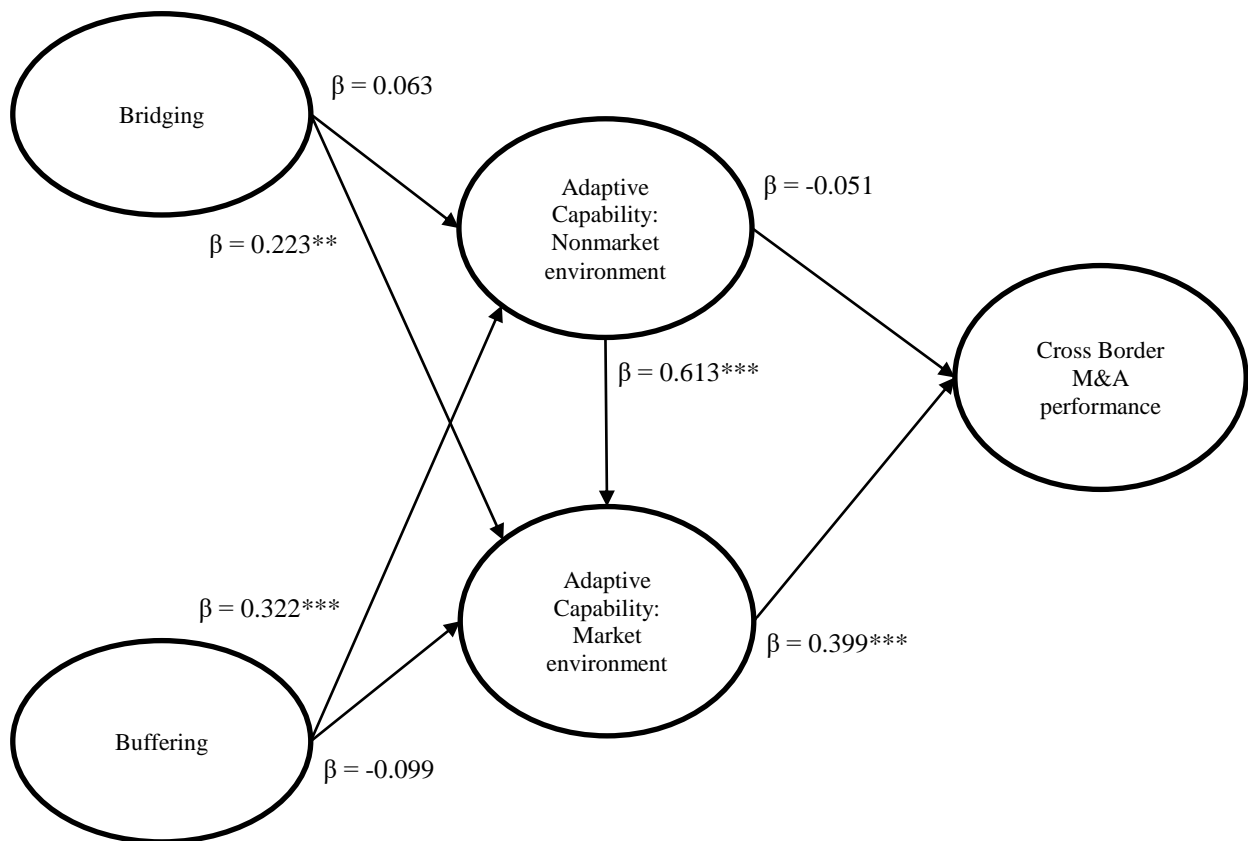 β = 0.063
Bridging
Adaptive
Capability:
Nonmarket
environment
β = -0.051
β = 0.223**
Cross Border
M&A
performance
β = 0.613***
β = 0.322***
Adaptive
Capability:
Market
environment
β = 0.399***
Buffering
β = -0.099